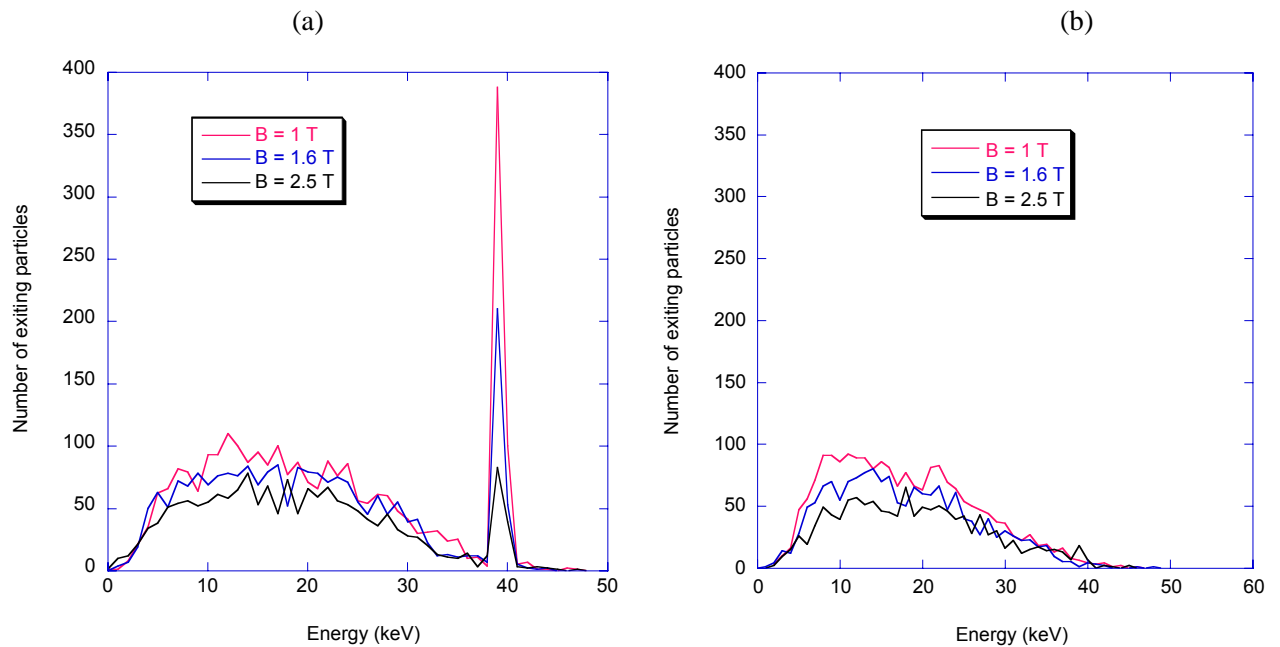 (a)
400
350
300
250
200
150
100
50
0
0 10 20 30 40 50
Number of exiting particles
Energy (keV)
B = 1 T
B = 1.6 T
B = 2.5 T
(b)
400
350
300
250
200
150
100
50
0
0 10 20 30 40 50 60
Number of exiting particles
Energy (keV)
B = 1 T
B = 1.6 T
B = 2.5 T